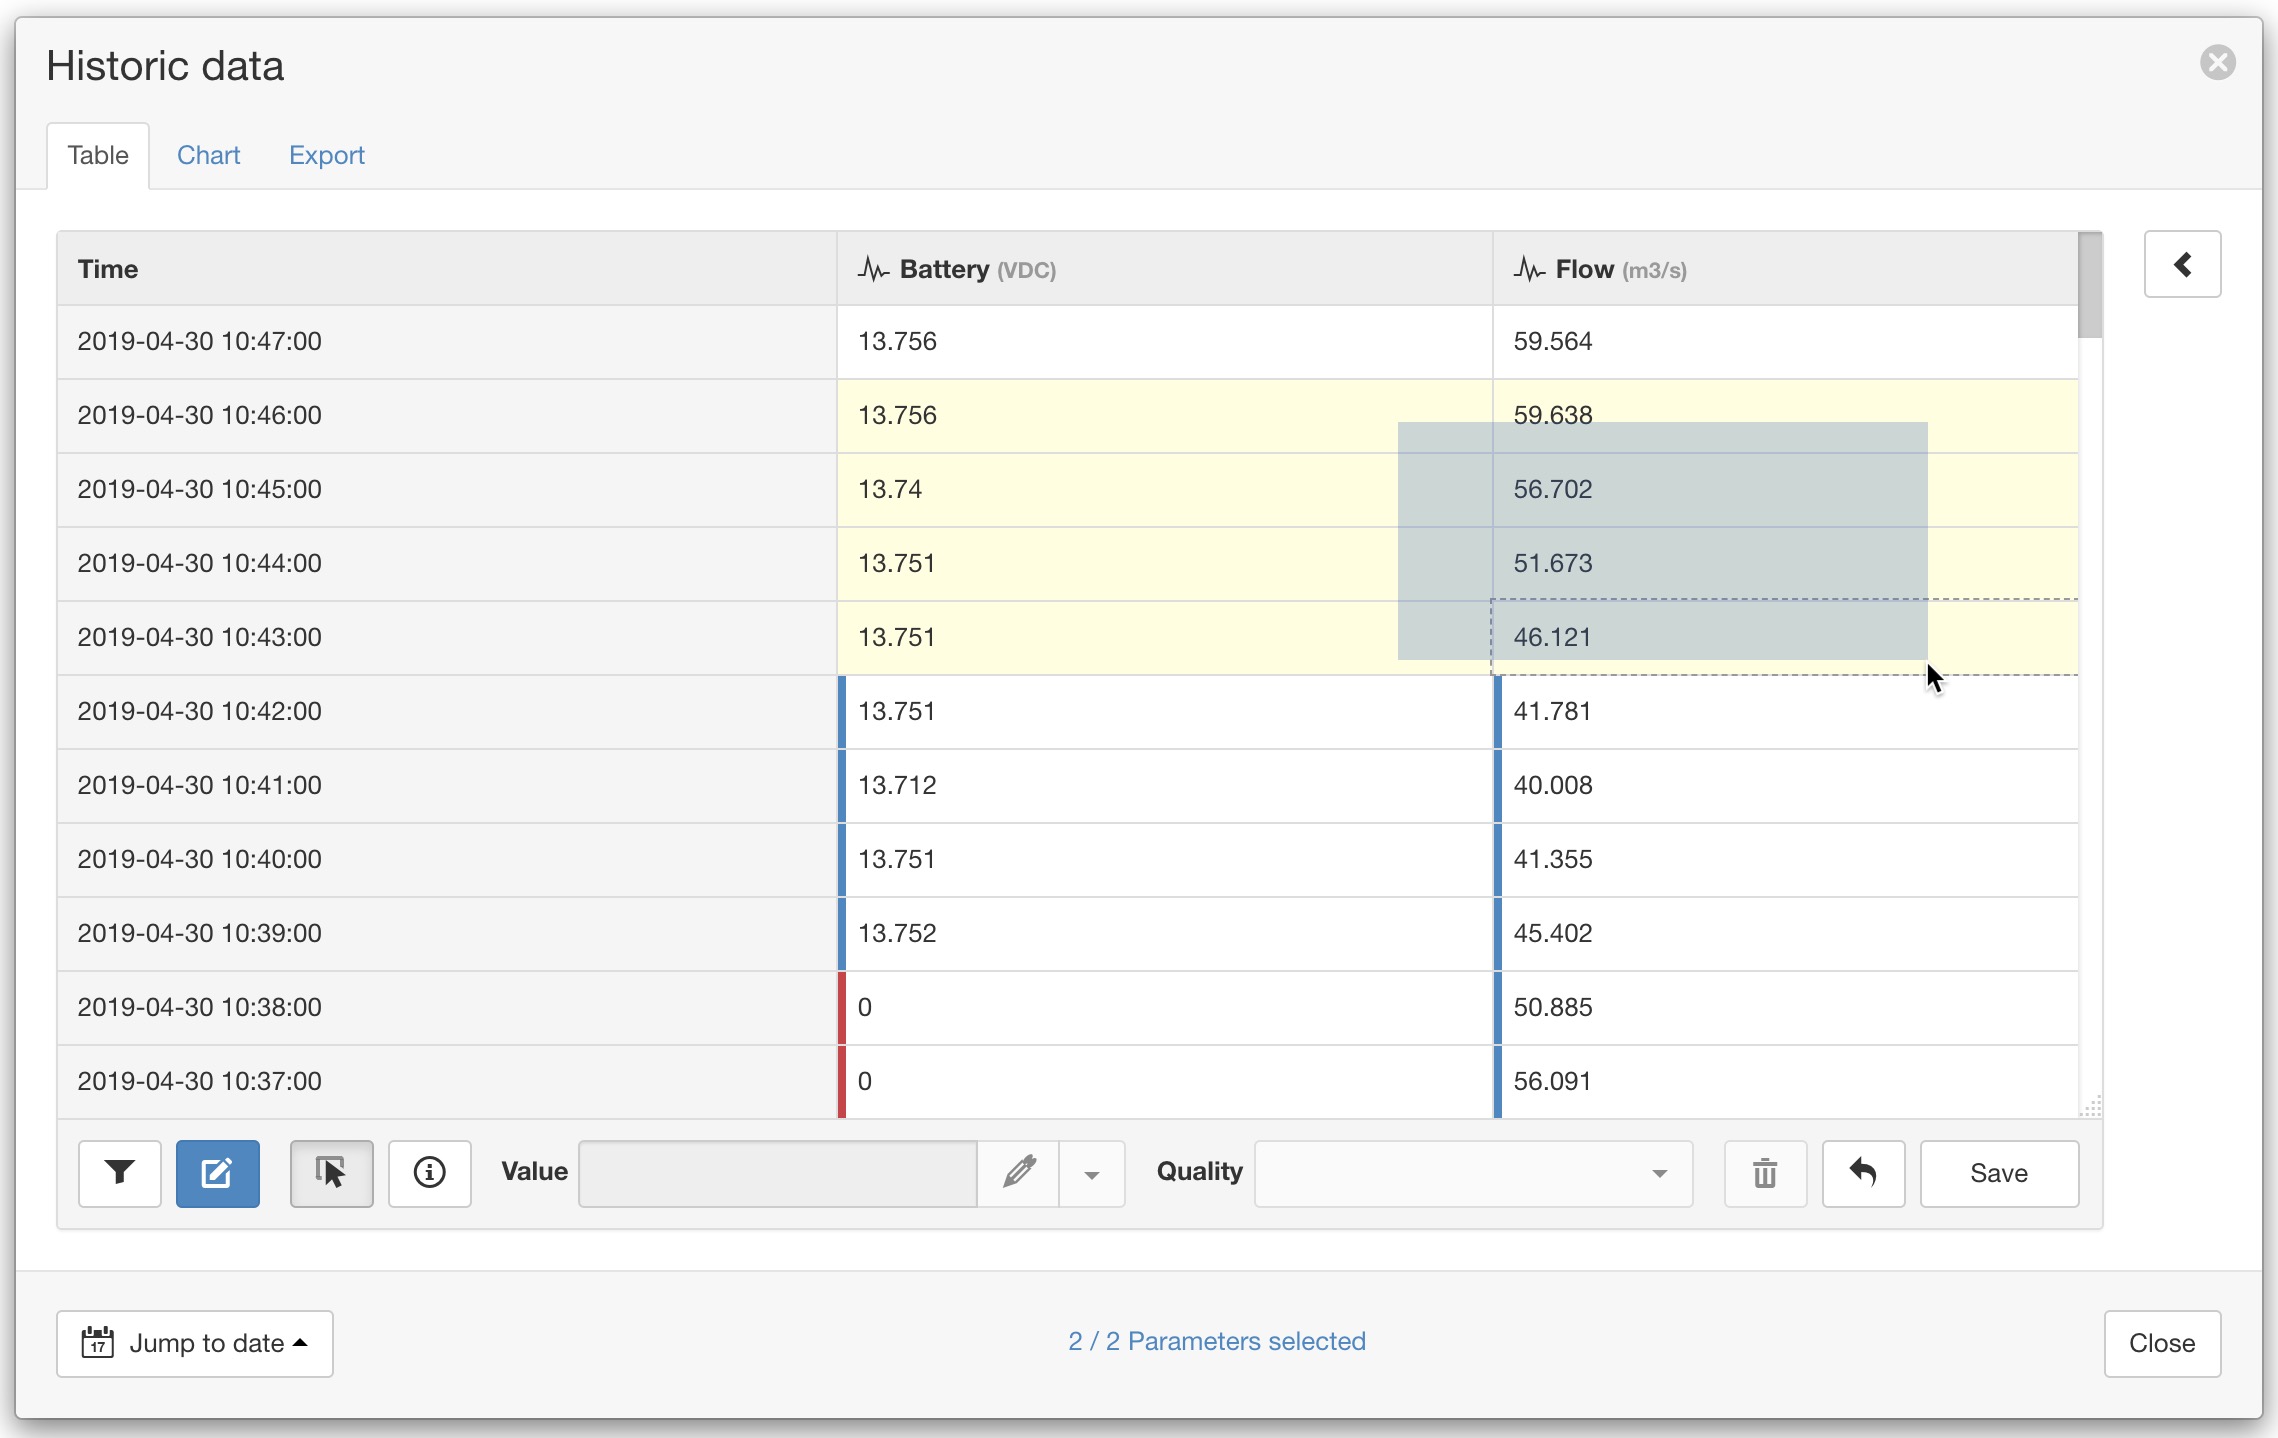 Historic data
Table Chart Export
Time Battery (VDC) Flow (m3/s)
2019-04-30 10:47:00 13.756 59.564
2019-04-30 10:46:00 13.756 59.638
2019-04-30 10:45:00 13.74 56.702
2019-04-30 10:44:00 13.751 51.673
2019-04-30 10:43:00 13.751 46.121
2019-04-30 10:42:00 13.751 41.781
2019-04-30 10:41:00 13.712 40.008
2019-04-30 10:40:00 13.751 41.355
2019-04-30 10:39:00 13.752 45.402
2019-04-30 10:38:00 0 50.885
2019-04-30 10:37:00 0 56.091
Value Quality Save
17 Jump to date 2 / 2 Parameters selected Close